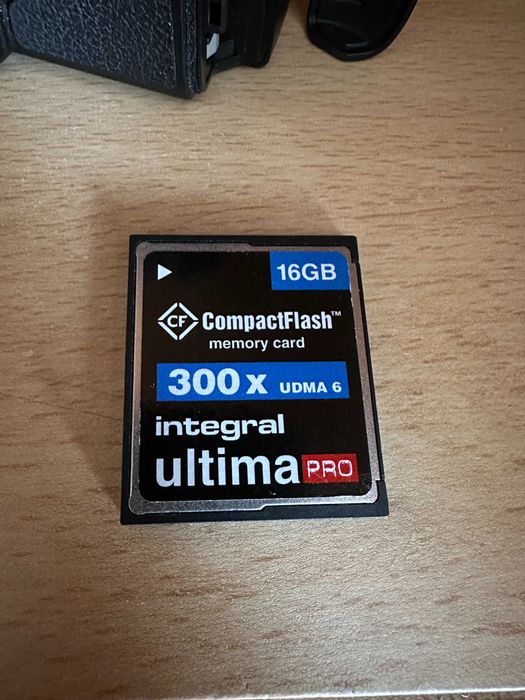 16GB
CF CompactFlash™
memory card
300x UDMA 6
integral
ultima PRO